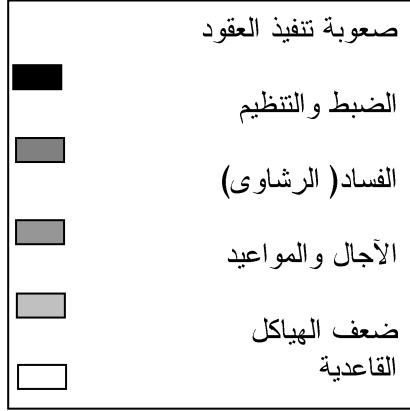 صعوبة تنفيذ العقود
الضبط والتنظيم
الفساد( الرشاوى)
الآجال والمواعيد
ضعف الهياكل
القاعدية